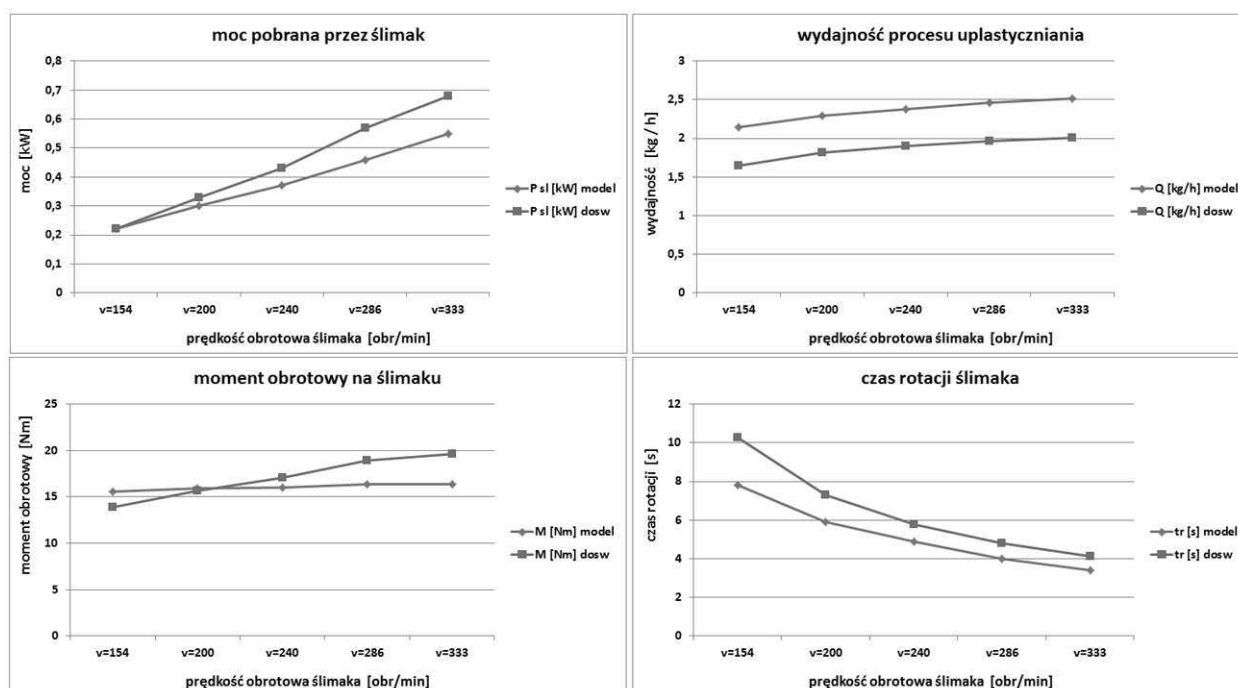 moc pobrana przez ślimak
moc [kW]
0,8
0,7
0,6
0,5
0,4
0,3
0,2
0,1
0
v=154 v=200 v=240 v=286 v=333
prędkość obrotowa ślimaka [obr/min]
P sl [kW] model
P sl [kW] dosw
wydajność procesu uplastyczniania
wydajność [kg / h]
3
2,5
2
1,5
1
0,5
0
v=154 v=200 v=240 v=286 v=333
prędkość obrotowa ślimaka [obr/min]
Q [kg/h] model
Q [kg/h] dosw
moment obrotowy na ślimaku
moment obrotowy [Nm]
25
20
15
10
5
0
v=154 v=200 v=240 v=286 v=333
prędkość obrotowa ślimaka [obr/min]
M [Nm] model
M [Nm] dosw
czas rotacji ślimaka
czas rotacji [s]
12
10
8
6
4
2
0
v=154 v=200 v=240 v=286 v=333
prędkość obrotowa ślimaka [obr/min]
tr [s] model
tr [s] dosw